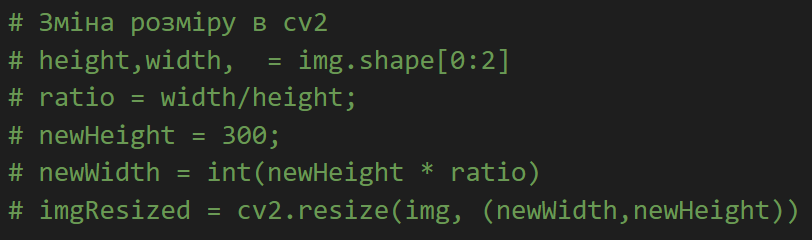 # Зміна розміру в cv2
# height,width,  = img.shape[0:2]
# ratio = width/height;
# newHeight = 300;
# newWidth = int(newHeight * ratio)
# imgResized = cv2.resize(img, (newWidth,newHeight))